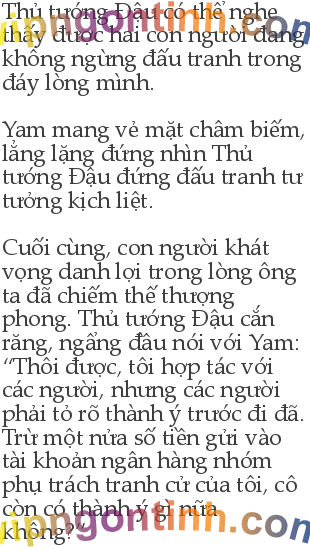 Thủ tướng Đậu có thể nghe
thấy được hai con người đang
không ngừng đấu tranh trong
đáy lòng mình.
Yam mang vẻ mặt châm biếm,
lẳng lặng đứng nhìn Thủ
tướng Đậu đứng đấu tranh tư
tưởng kịch liệt.
Cuối cùng, con người khát
vọng danh lợi trong lòng ông
ta đã chiếm thế thượng
phong. Thủ tướng Đậu cắn
răng, ngẩng đầu nói với Yam:
“Thôi được, tôi hợp tác với
các người, nhưng các người
phải tỏ rõ thành ý trước đi đã.
Trừ một nửa số tiền gửi vào
tài khoản ngân hàng nhóm
phụ trách tranh cử của tôi, cô
còn có thành ý gì nữa
không?”
vipngontinh.com
vipngontinh.com